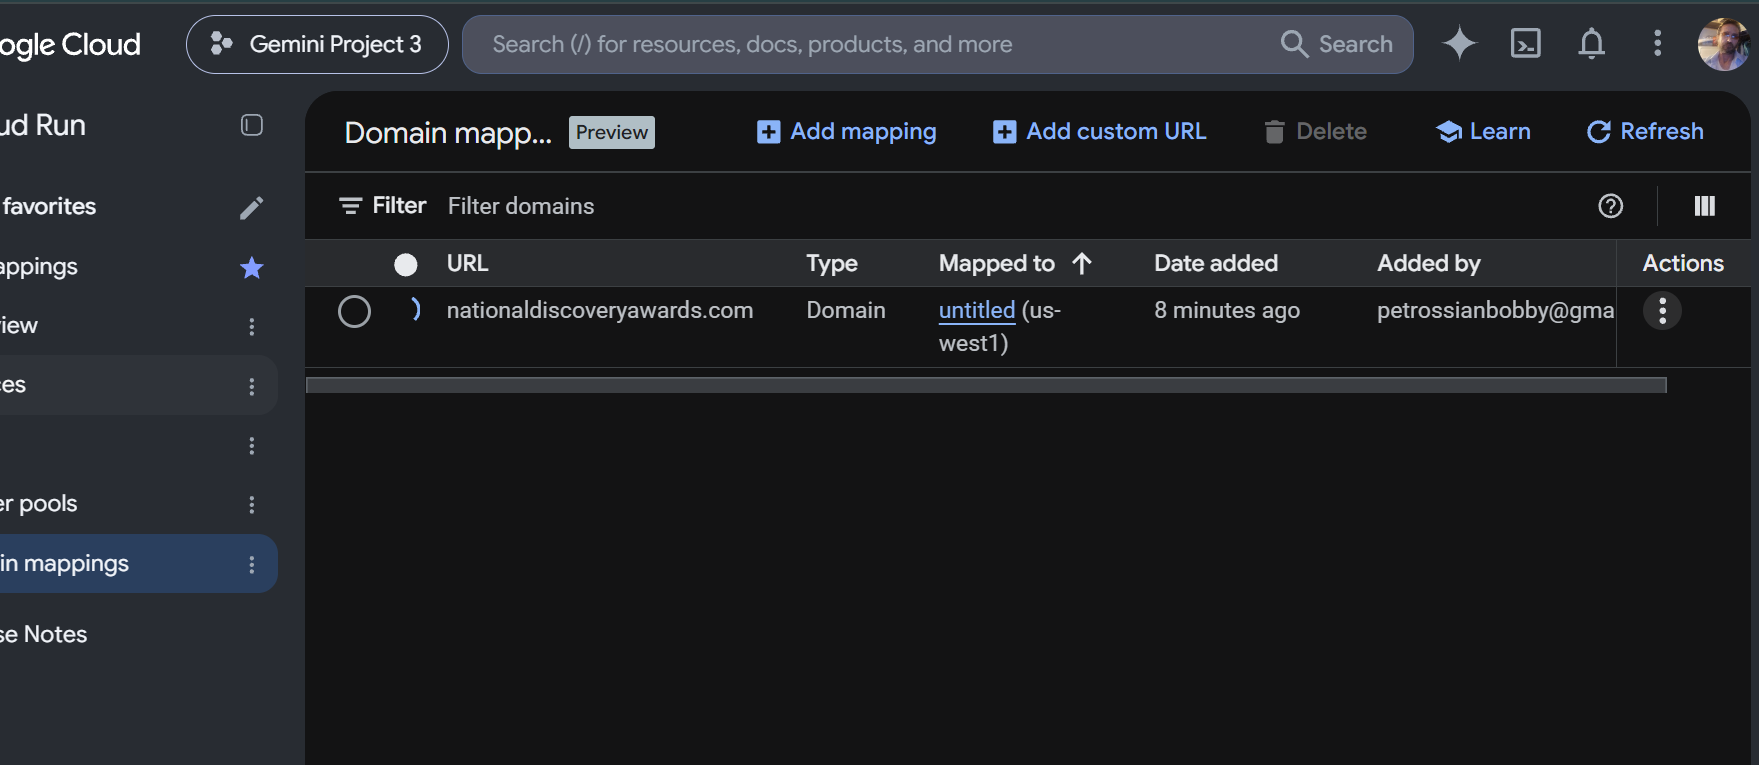 ogle Cloud
Gemini Project 3
Search (/) for resources, docs, products, and more
Search
ud Run
favorites
appings
iew
ces
er pools
in mappings
se Notes
Domain mapp...
Preview
Add mapping
Add custom URL
Delete
Learn
Refresh
Filter
Filter domains
URL
Type
Mapped to
Date added
Added by
Actions
nationaldiscoveryawards.com
Domain
untitled (us-
west1)
8 minutes ago
petrossianbobby@gma